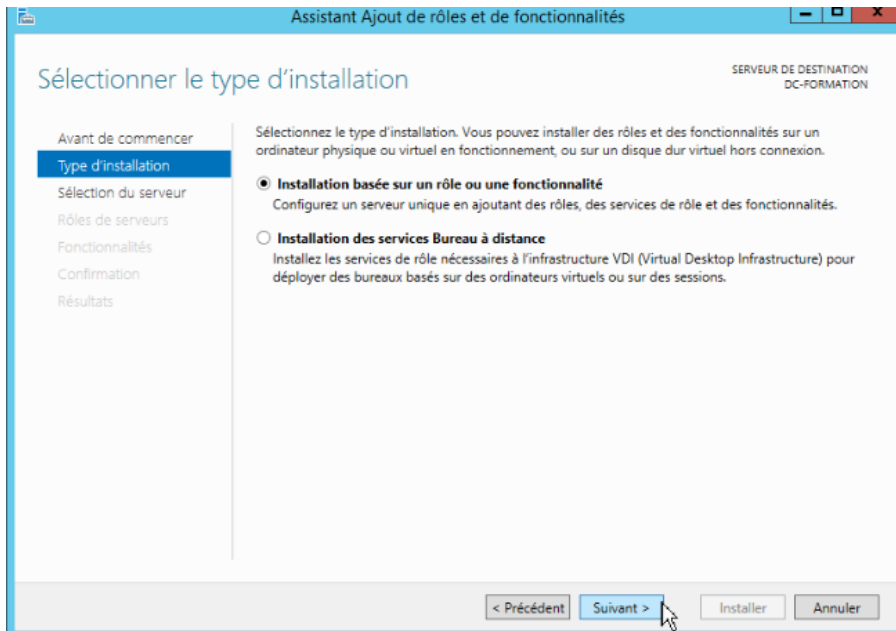 Assistant Ajout de rôles et de fonctionnalités
Sélectionner le type d'installation
SERVEUR DE DESTINATION
DC-FORMATION
Avant de commencer
Type d'installation
Sélection du serveur
Rôles de serveurs
Fonctionnalités
Confirmation
Résultats
Sélectionnez le type d'installation. Vous pouvez installer des rôles et des fonctionnalités sur un
ordinateur physique ou virtuel en fonctionnement, ou sur un disque dur virtuel hors connexion.
Installation basée sur un rôle ou une fonctionnalité
Configurez un serveur unique en ajoutant des rôles, des services de rôle et des fonctionnalités.
Installation des services Bureau à distance
Installez les services de rôle nécessaires à l'infrastructure VDI (Virtual Desktop Infrastructure) pour
déployer des bureaux basés sur des ordinateurs virtuels ou sur des sessions.
< Précédent Suivant > Installer Annuler